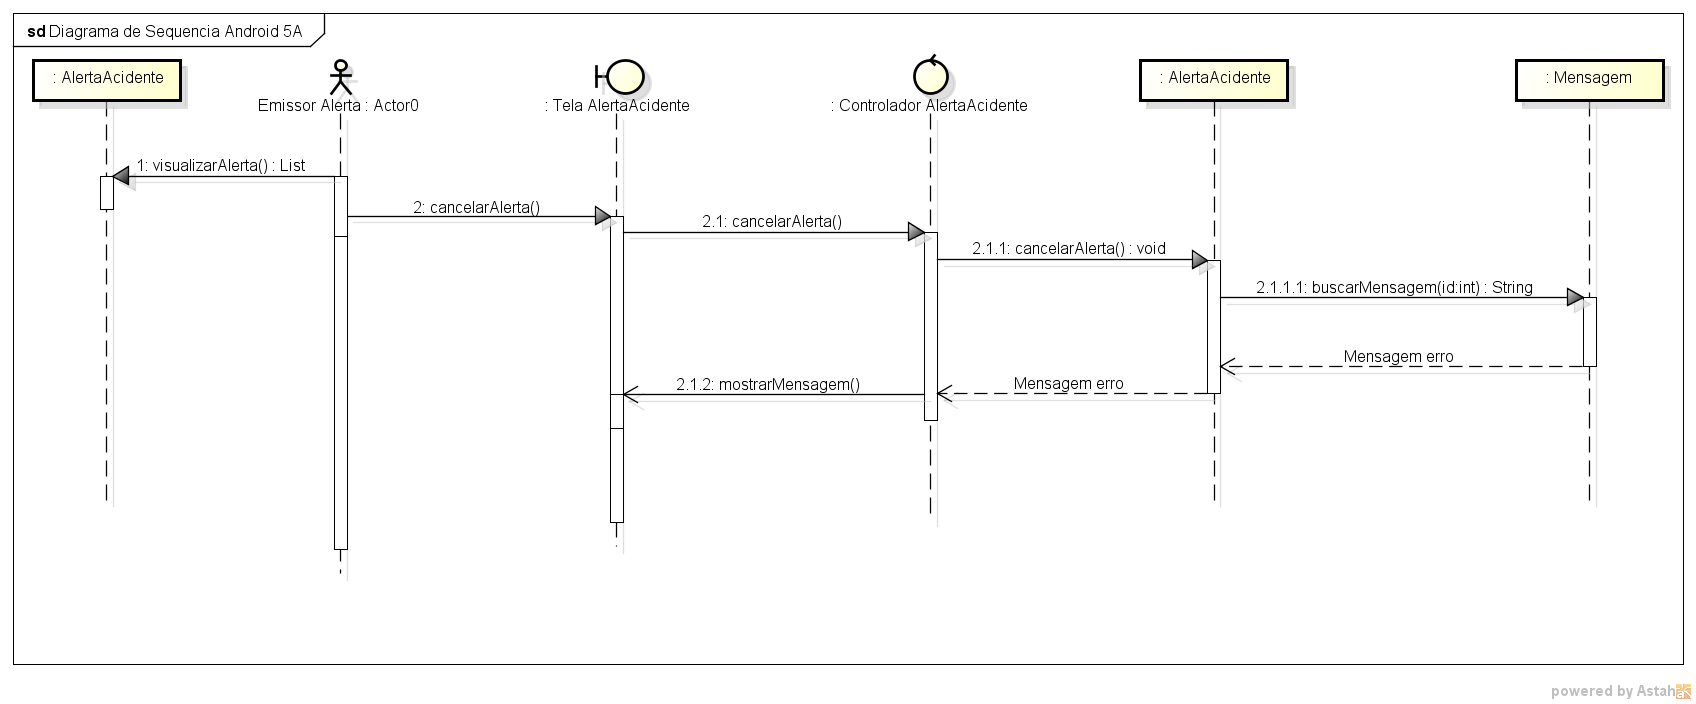 sd Diagrama de Sequencia Android 5A
: AlertaAcidente
Emissor Alerta : Actor0
: Tela AlertaAcidente
: Controlador AlertaAcidente
: AlertaAcidente
: Mensagem
1: visualizarAlerta() : List
2: cancelarAlerta()
2.1: cancelarAlerta()
2.1.1: cancelarAlerta() : void
2.1.1.1: buscarMensagem(id:int) : String
Mensagem erro
Mensagem erro
2.1.2: mostrarMensagem()
powered by Astah